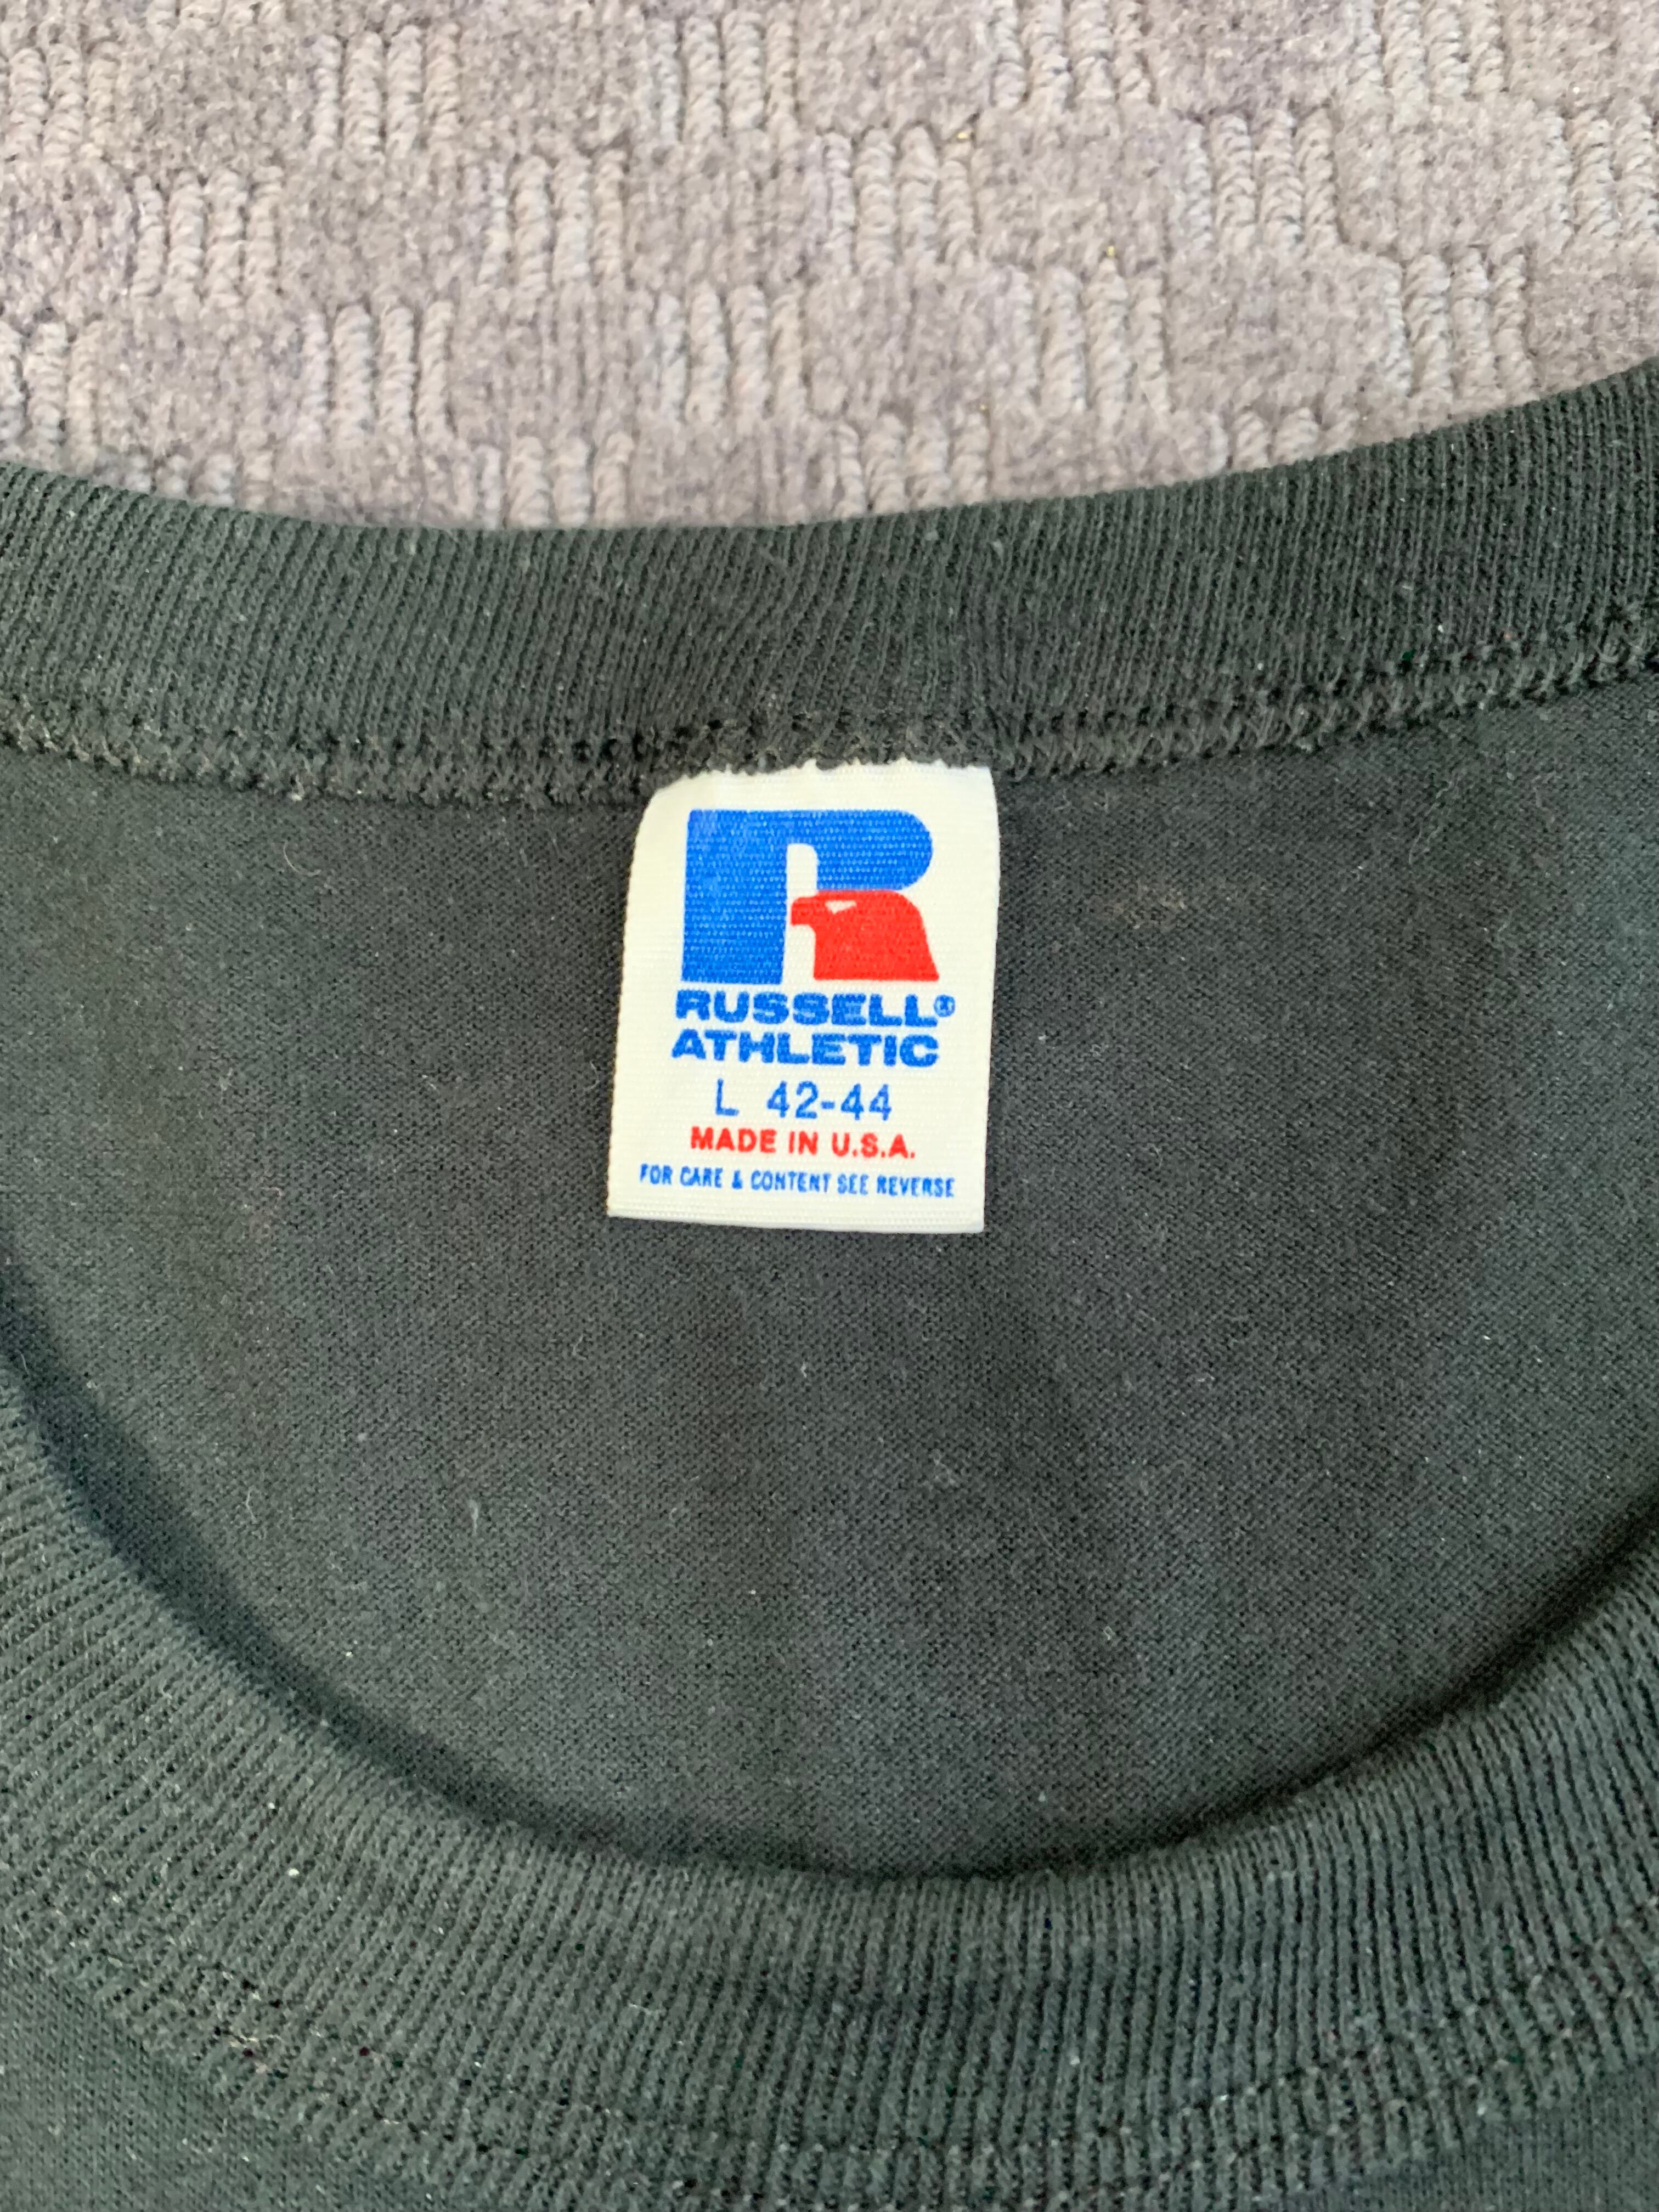 R
RUSSELL®
ATHLETIC
L 42-44
MADE IN U.S.A.
FOR CARE & CONTENT SEE REVERSE